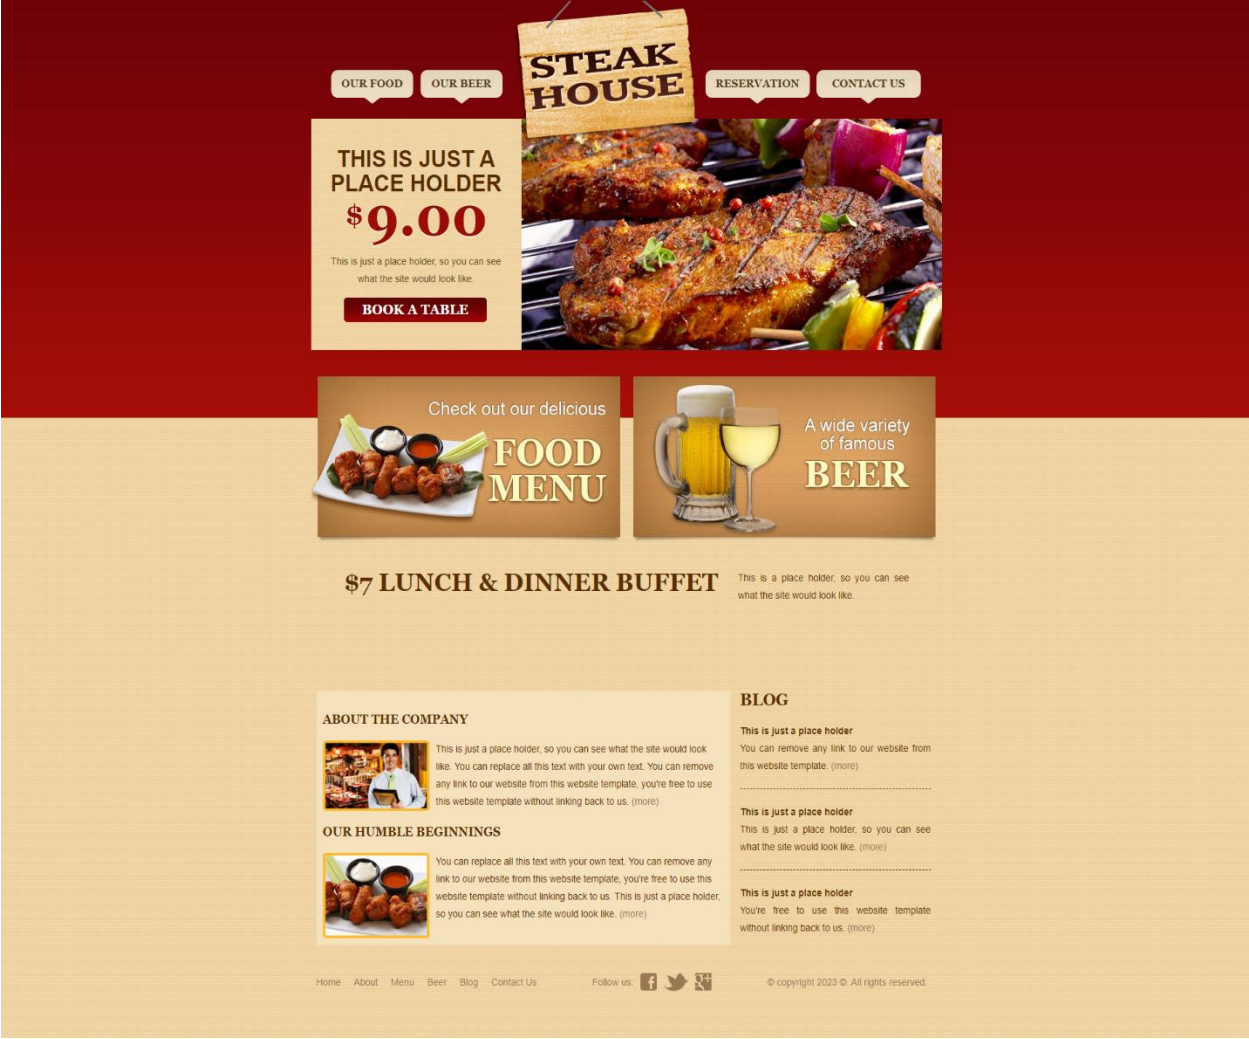 STEAK
HOUSE
OUR FOOD
OUR BEER
RESERVATION
CONTACT US
THIS IS JUST A
PLACE HOLDER
$9.00
This is just a place holder, so you can see
what the site would look like.
BOOK A TABLE
Check out our delicious
FOOD
MENU
A wide variety
of famous
BEER
$7 LUNCH & DINNER BUFFET
This is a place holder, so you can see
what the site would look like.
ABOUT THE COMPANY
This is just a place holder, so you can see what the site would look
like. You can replace all this text with your own text. You can remove
any link to our website from this website template, you're free to use
this website template without linking back to us. (more)
OUR HUMBLE BEGINNINGS
You can replace all this text with your own text. You can remove any
link to our website from this website template, you're free to use this
website template without linking back to us. This is just a place holder,
so you can see what the site would look like. (more)
BLOG
This is just a place holder
You can remove any link to our website from
this website template. (more)
This is just a place holder
This is just a place holder, so you can see
what the site would look like. (more)
This is just a place holder
You're free to use this website template
without linking back to us. (more)
Home About Menu Beer Blog Contact Us
Follow us:
© copyright 2023 ©. All rights reserved.